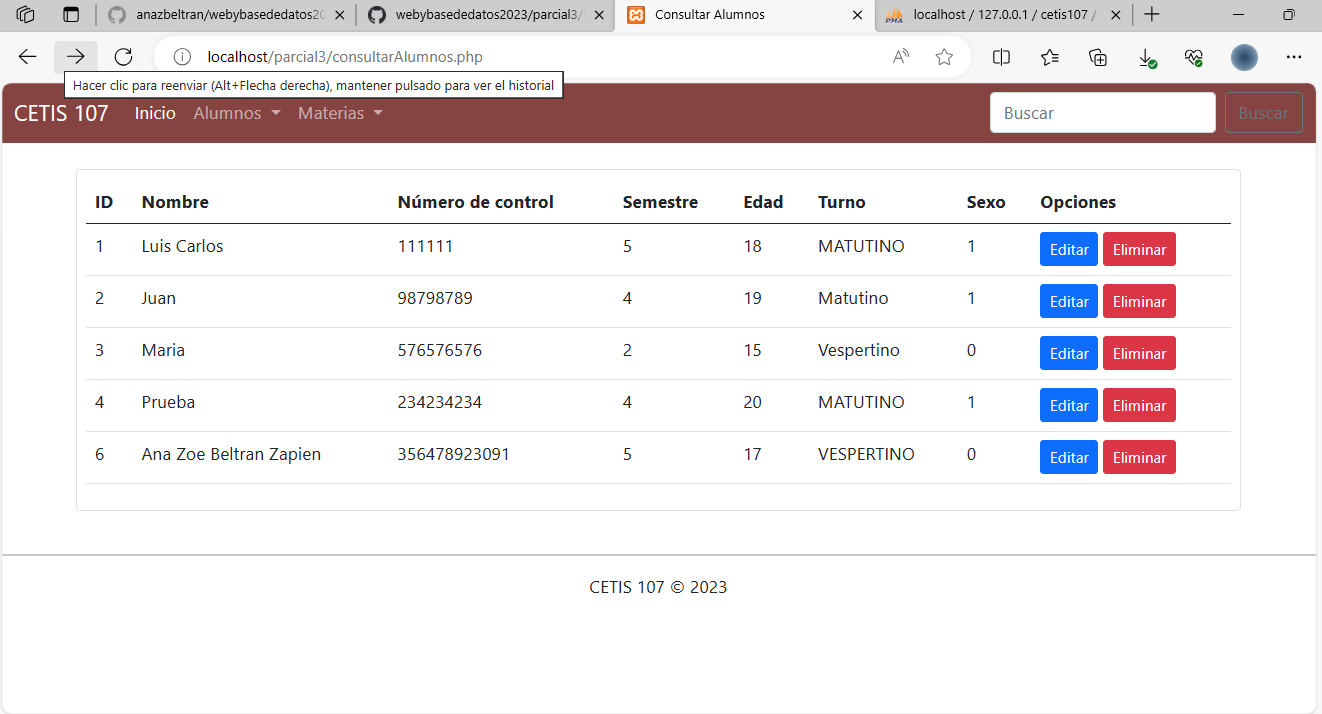 anazbeltran/webybasededatos20
webybasededatos2023/parcial3/
Consultar Alumnos
localhost / 127.0.0.1 / cetis107 /
localhost/parcial3/consultarAlumnos.php
Hacer clic para reenviar (Alt+Flecha derecha), mantener pulsado para ver el historial
CETIS 107 Inicio Alumnos Materias Buscar Buscar
ID Nombre Número de control Semestre Edad Turno Sexo Opciones
1 Luis Carlos 111111 5 18 MATUTINO 1 Editar Eliminar
2 Juan 98798789 4 19 Matutino 1 Editar Eliminar
3 Maria 576576576 2 15 Vespertino 0 Editar Eliminar
4 Prueba 234234234 4 20 MATUTINO 1 Editar Eliminar
6 Ana Zoe Beltran Zapien 356478923091 5 17 VESPERTINO 0 Editar Eliminar
CETIS 107 © 2023